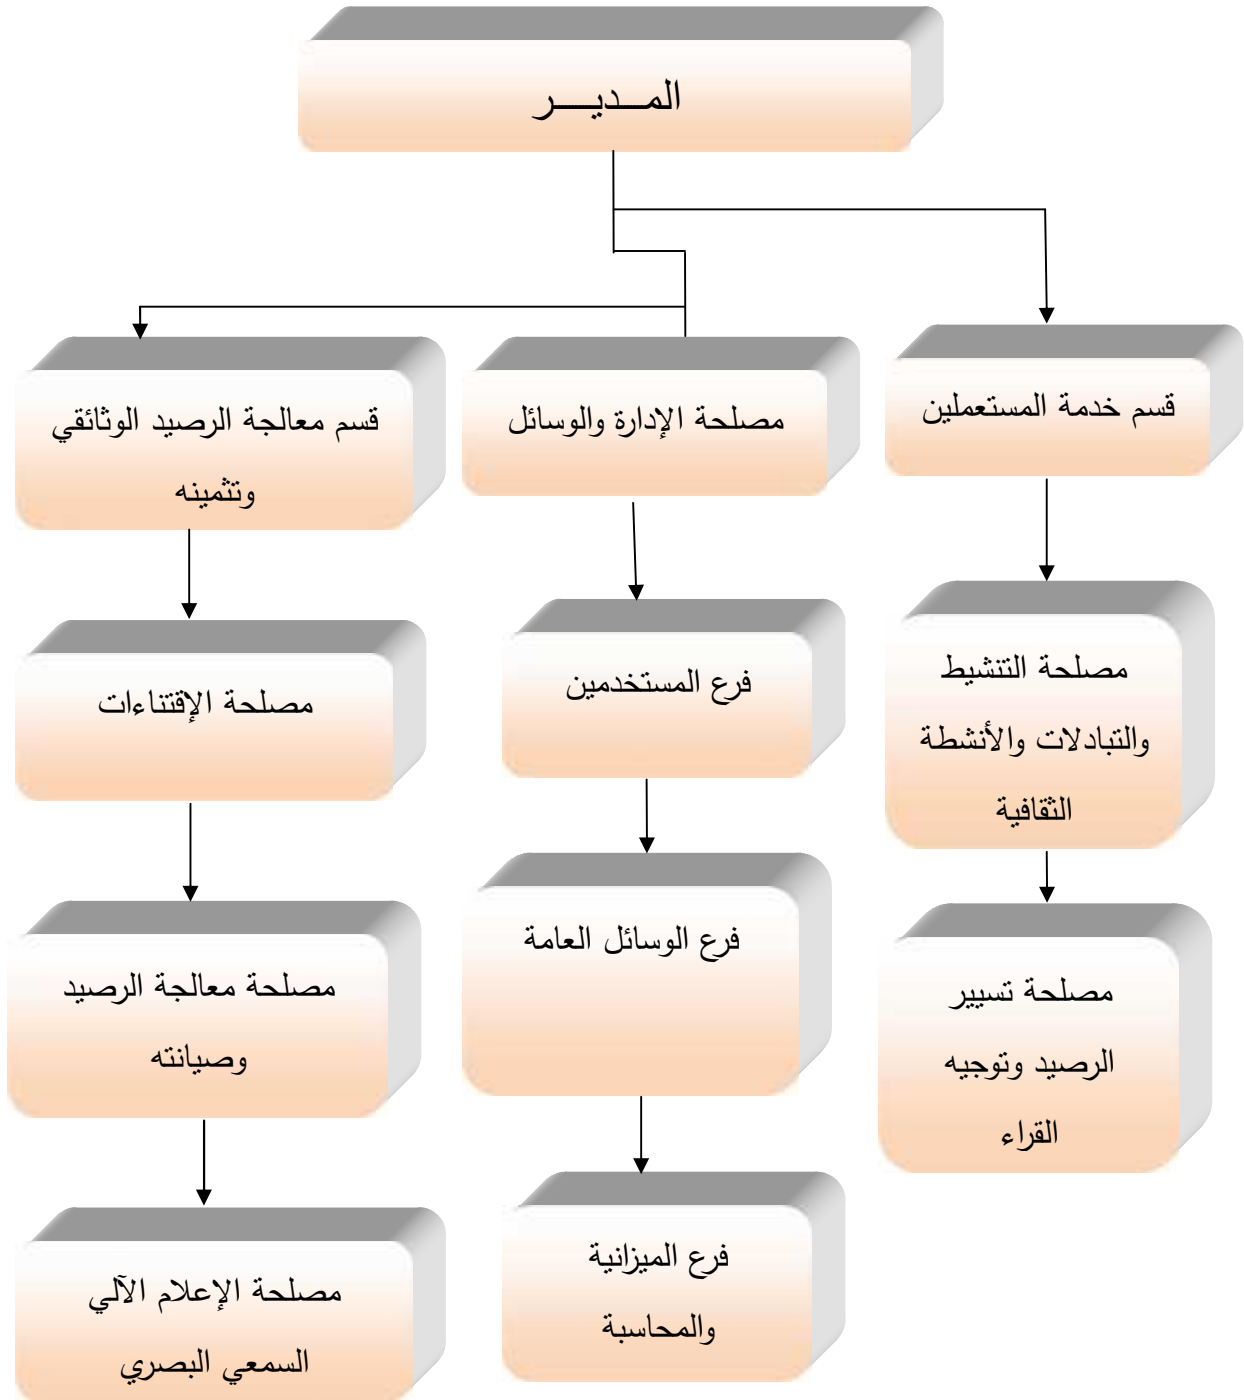 المــديــــر
قسم خدمة المستعملين
مصلحة الإدارة والوسائل
قسم معالجة الرصيد الوثائقي
وتثمينه
مصلحة التنشيط
والتبادلات والأنشطة
الثقافية
فرع المستخدمين
مصلحة الإقتناءات
مصلحة تسيير
الرصيد وتوجيه
القراء
فرع الوسائل العامة
مصلحة معالجة الرصيد
وصيانته
فرع الميزانية
والمحاسبة
مصلحة الإعلام الآلي
السمعي البصري